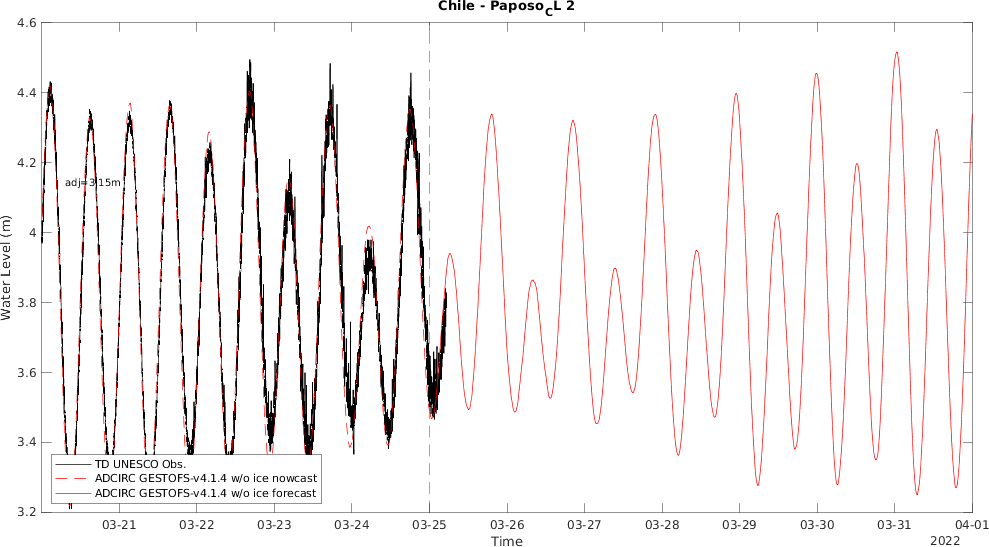 Chile - Paposo_CL 2
4.6
4.4
4.2
4
3.8
3.6
3.4
3.2
Water Level (m)
adj=3.15m
TD UNESCO Obs.
ADCIRC GESTOFS-v4.1.4 w/o ice nowcast
ADCIRC GESTOFS-v4.1.4 w/o ice forecast
03-21 03-22 03-23 03-24 03-25 03-26 03-27 03-28 03-29 03-30 03-31 04-01
Time
2022